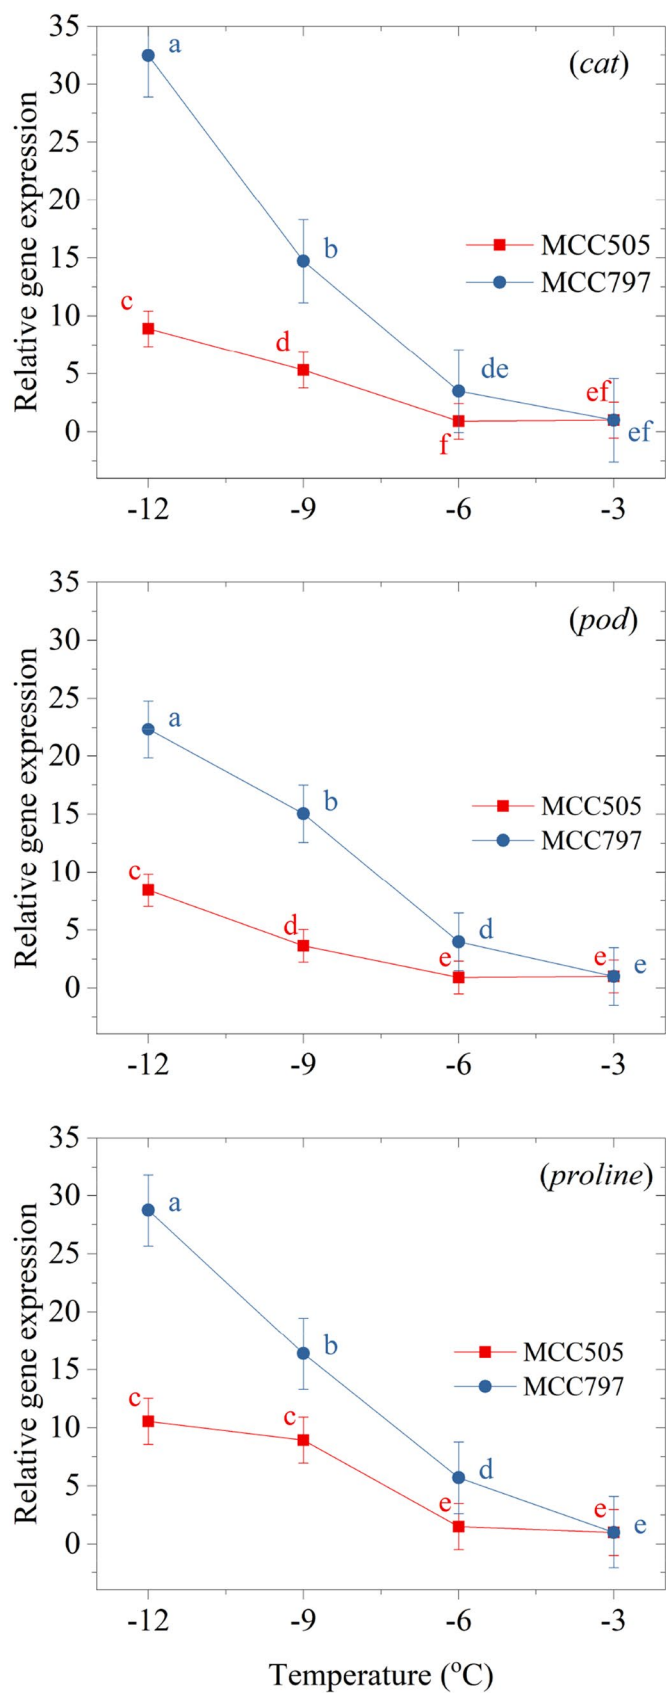 35
30
25
20
15
10
5
0
Relative gene expression
(cat)
a
b
c
d
de
f
ef
ef
MCC505
MCC797
-12 -9 -6 -3
35
30
25
20
15
10
5
0
Relative gene expression
(pod)
a
b
c
d
d
e
e
e
MCC505
MCC797
-12 -9 -6 -3
35
30
25
20
15
10
5
0
Relative gene expression
(proline)
a
b
c
c
d
e
e
e
MCC505
MCC797
-12 -9 -6 -3
Temperature (°C)